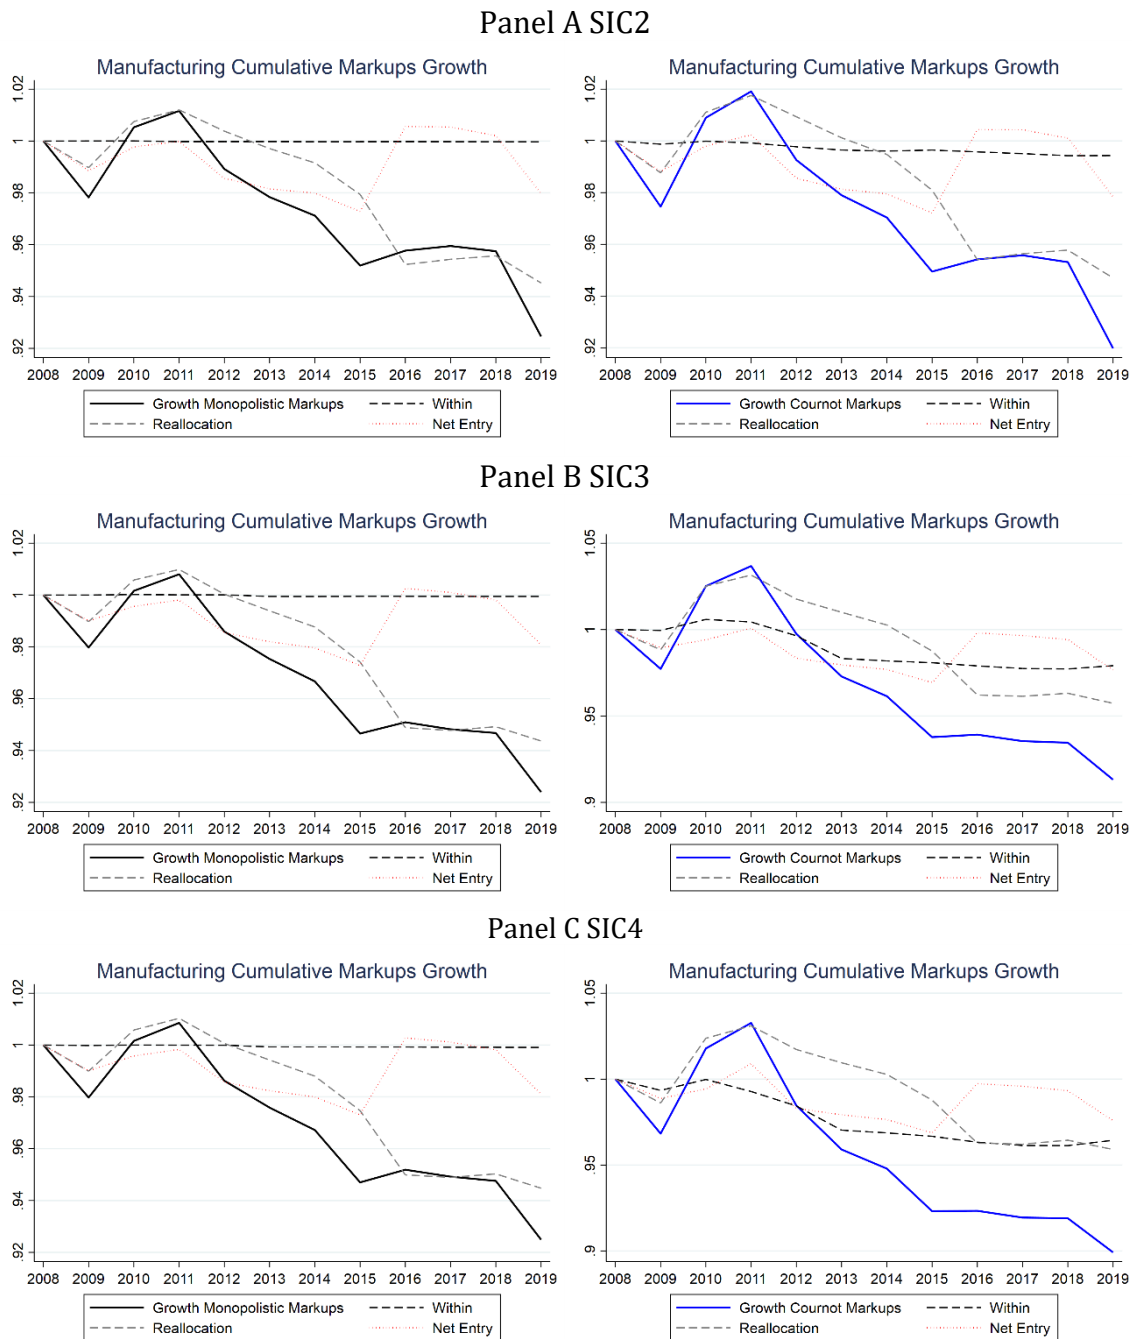 Panel A SIC2
Manufacturing Cumulative Markups Growth
1.02
1
.98
.96
.94
.92
2008 2009 2010 2011 2012 2013 2014 2015 2016 2017 2018 2019
Growth Monopolistic Markups Within
Reallocation Net Entry
Manufacturing Cumulative Markups Growth
1.02
1
.98
.96
.94
.92
2008 2009 2010 2011 2012 2013 2014 2015 2016 2017 2018 2019
Growth Cournot Markups Within
Reallocation Net Entry
Panel B SIC3
Manufacturing Cumulative Markups Growth
1.02
1
.98
.96
.94
.92
2008 2009 2010 2011 2012 2013 2014 2015 2016 2017 2018 2019
Growth Monopolistic Markups Within
Reallocation Net Entry
Manufacturing Cumulative Markups Growth
1.05
1
.95
.9
2008 2009 2010 2011 2012 2013 2014 2015 2016 2017 2018 2019
Growth Cournot Markups Within
Reallocation Net Entry
Panel C SIC4
Manufacturing Cumulative Markups Growth
1.02
1
.98
.96
.94
.92
2008 2009 2010 2011 2012 2013 2014 2015 2016 2017 2018 2019
Growth Monopolistic Markups Within
Reallocation Net Entry
Manufacturing Cumulative Markups Growth
1.05
1
.95
.9
2008 2009 2010 2011 2012 2013 2014 2015 2016 2017 2018 2019
Growth Cournot Markups Within
Reallocation Net Entry